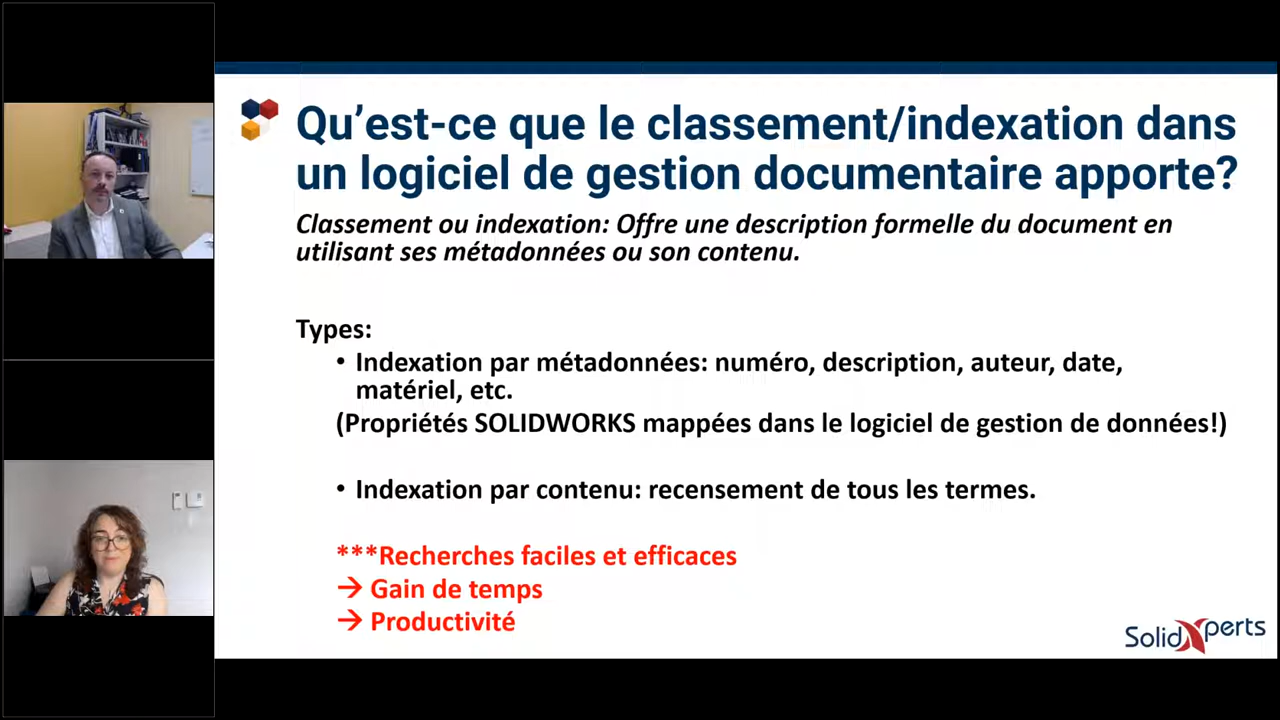 Qu’est-ce que le classement/indexation dans
un logiciel de gestion documentaire apporte?
Classement ou indexation: Offre une description formelle du document en
utilisant ses métadonnées ou son contenu.
Types:
• Indexation par métadonnées: numéro, description, auteur, date,
matériel, etc.
(Propriétés SOLIDWORKS mappées dans le logiciel de gestion de données!)
• Indexation par contenu: recensement de tous les termes.
***Recherches faciles et efficaces
→ Gain de temps
→ Productivité
SolidXperts